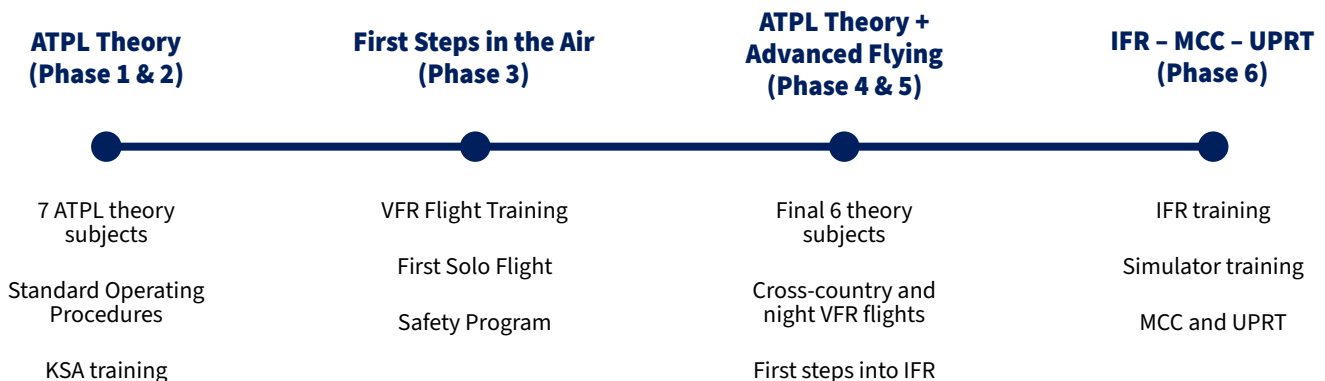 ATPL Theory
(Phase 1 & 2)
7 ATPL theory
subjects
Standard Operating
Procedures
KSA training
First Steps in the Air
(Phase 3)
VFR Flight Training
First Solo Flight
Safety Program
ATPL Theory +
Advanced Flying
(Phase 4 & 5)
Final 6 theory
subjects
Cross-country and
night VFR flights
First steps into IFR
IFR – MCC – UPRT
(Phase 6)
IFR training
Simulator training
MCC and UPRT